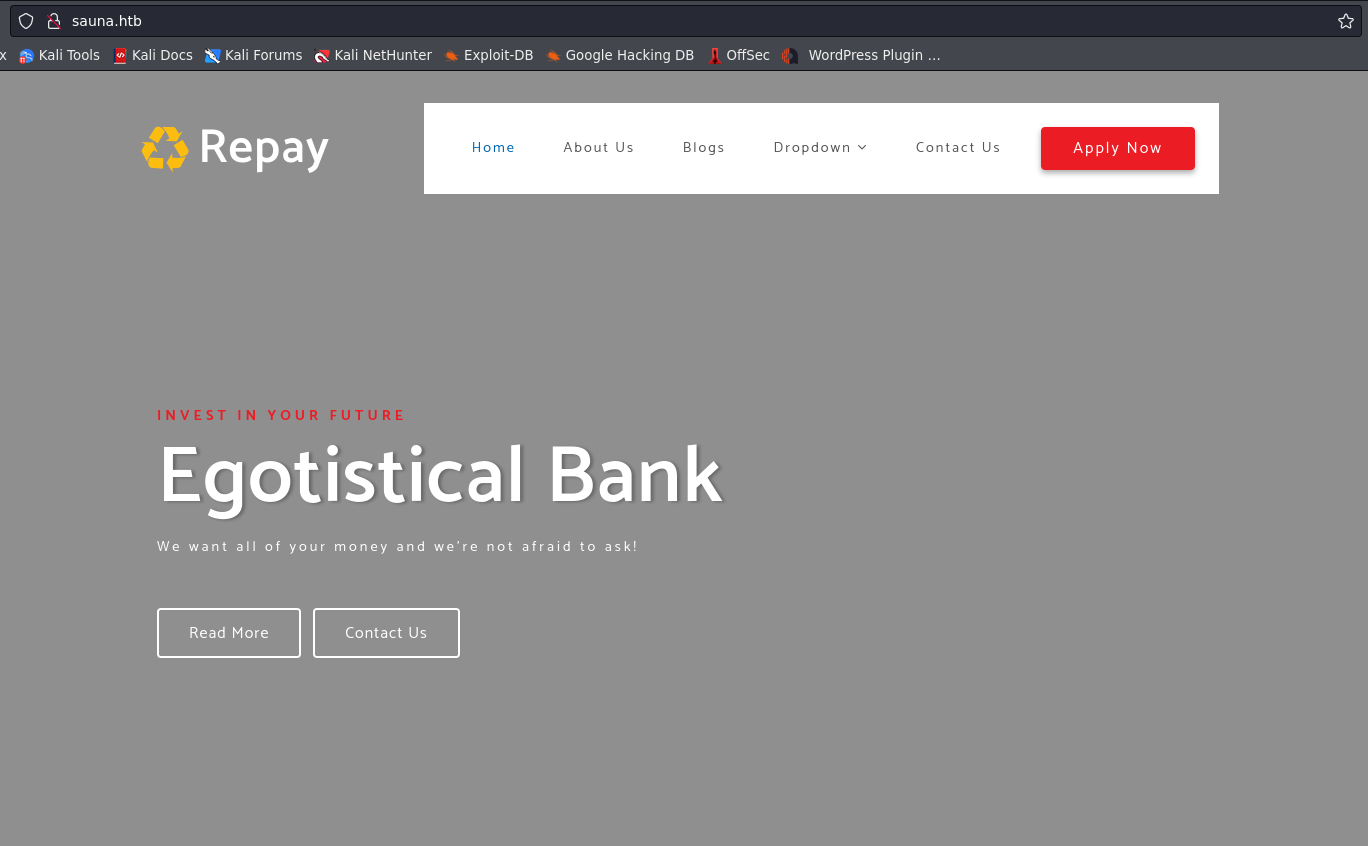 sauna.htb
x Kali Tools Kali Docs Kali Forums Kali NetHunter Exploit-DB Google Hacking DB OffSec WordPress Plugin ...
Repay
Home About Us Blogs Dropdown Contact Us Apply Now
INVEST IN YOUR FUTURE
Egotistical Bank
We want all of your money and we're not afraid to ask!
Read More Contact Us